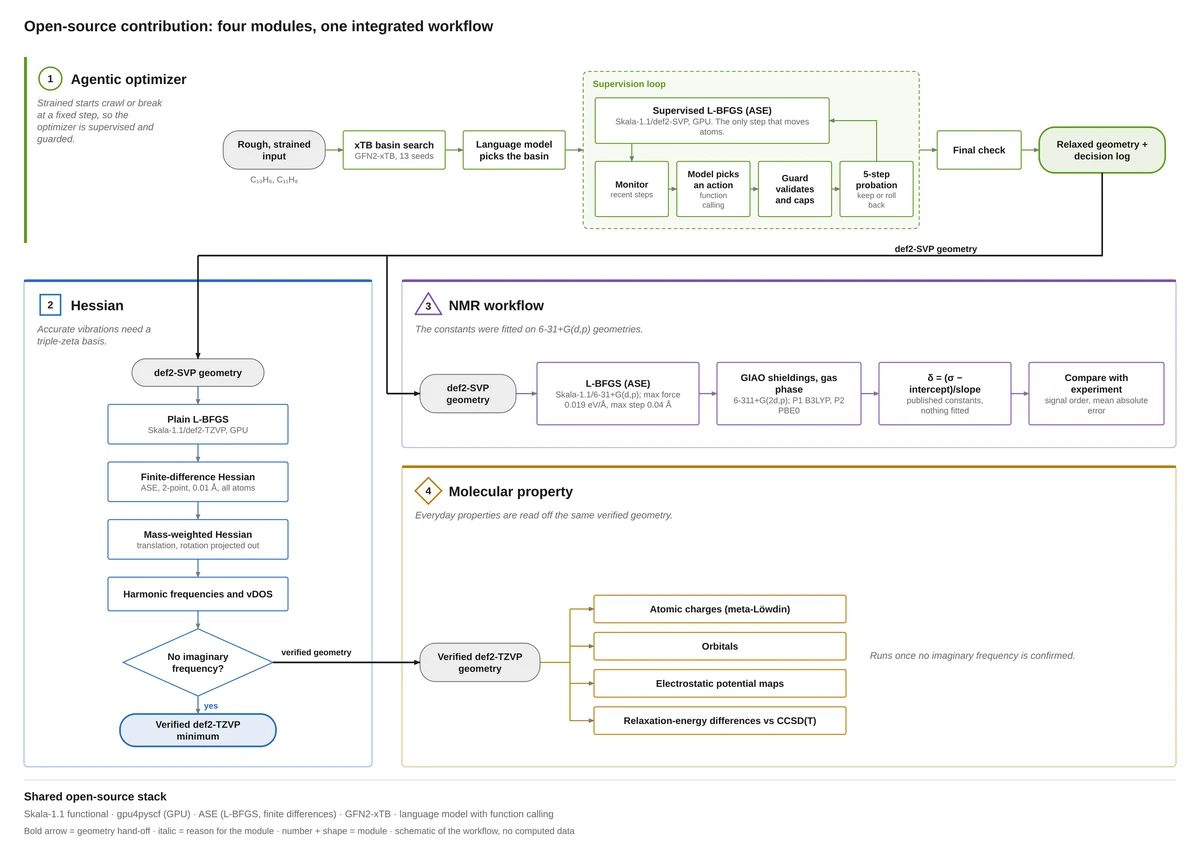 Open-source contribution: four modules, one integrated workflow
1
Agentic optimizer
Strained starts crawl or break
at a fixed step, so the
optimizer is supervised and
guarded.
Rough, strained
input
C₁₀H₆, C₁₁H₈
xTB basin search
GFN2-xTB, 13 seeds
Language model
picks the basin
Supervision loop
Supervised L-BFGS (ASE)
Skala-1.1/def2-SVP, GPU. The only step that moves
atoms.
Monitor
recent steps
Model picks
an action
function
calling
Guard
validates
and caps
5-step
probation
keep or roll
back
Final check
Relaxed geometry +
decision log
def2-SVP geometry
2
Hessian
Accurate vibrations need a
triple-zeta basis.
def2-SVP geometry
Plain L-BFGS
Skala-1.1/def2-TZVP, GPU
Finite-difference Hessian
ASE, 2-point, 0.01 Å, all atoms
Mass-weighted Hessian
translation, rotation projected out
Harmonic frequencies and vDOS
No imaginary
frequency?
verified geometry
yes
Verified def2-TZVP
minimum
3
NMR workflow
The constants were fitted on 6-31+G(d,p) geometries.
def2-SVP
geometry
L-BFGS (ASE)
Skala-1.1/6-31+G(d,p); max force
0.019 eV/Å, max step 0.04 Å
GIAO shieldings, gas
phase
6-311+G(2d,p); P1 B3LYP, P2
PBE0
δ = (σ −
intercept)/slope
published constants,
nothing fitted
Compare with
experiment
signal order, mean absolute
error
4
Molecular property
Everyday properties are read off the same verified geometry.
Verified def2-TZVP
geometry
Atomic charges (meta-Löwdin)
Orbitals
Electrostatic potential maps
Relaxation-energy differences vs CCSD(T)
Runs once no imaginary frequency is confirmed.
Shared open-source stack
Skala-1.1 functional · gpu4pyscf (GPU) · ASE (L-BFGS, finite differences) · GFN2-xTB · language model with function calling
Bold arrow = geometry hand-off · italic = reason for the module · number + shape = module · schematic of the workflow, no computed data